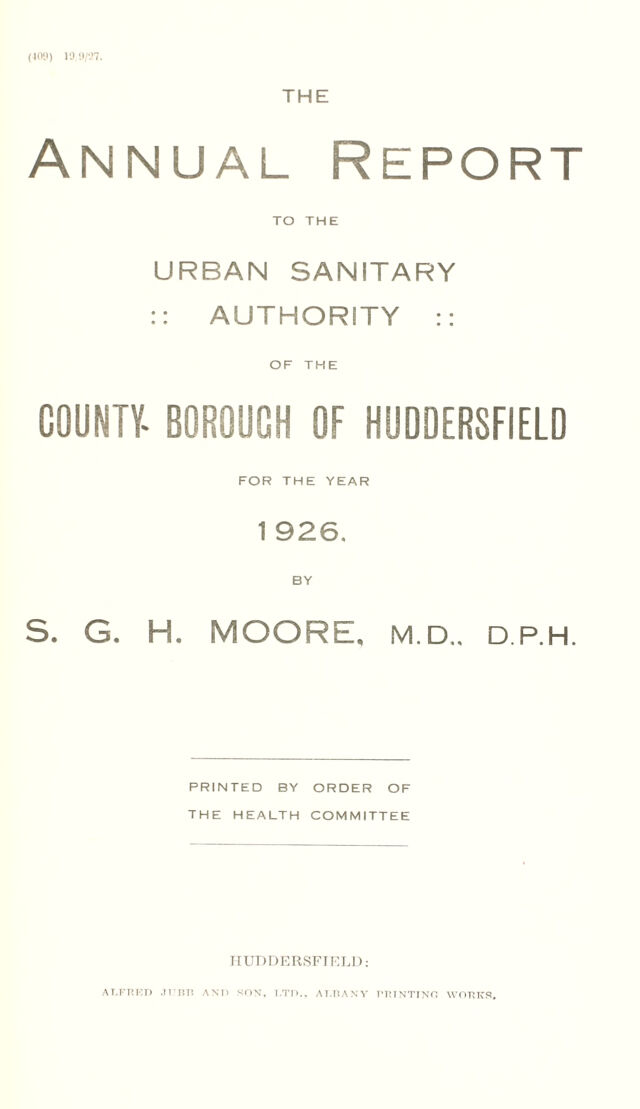 (409) 19/9/27.
THE
ANNUAL REPORT
TO THE
URBAN SANITARY
:: AUTHORITY ::
OF THE
COUNTY BOROUGH OF HUDDERSFIELD
FOR THE YEAR
1926.
BY
S. G. H. MOORE, M.D., D.P.H.
PRINTED BY ORDER OF
THE HEALTH COMMITTEE
HUDDERSFIELD:
ALFRED JUBB AND SON, LTD., ALBANY PRINTING WORKS.